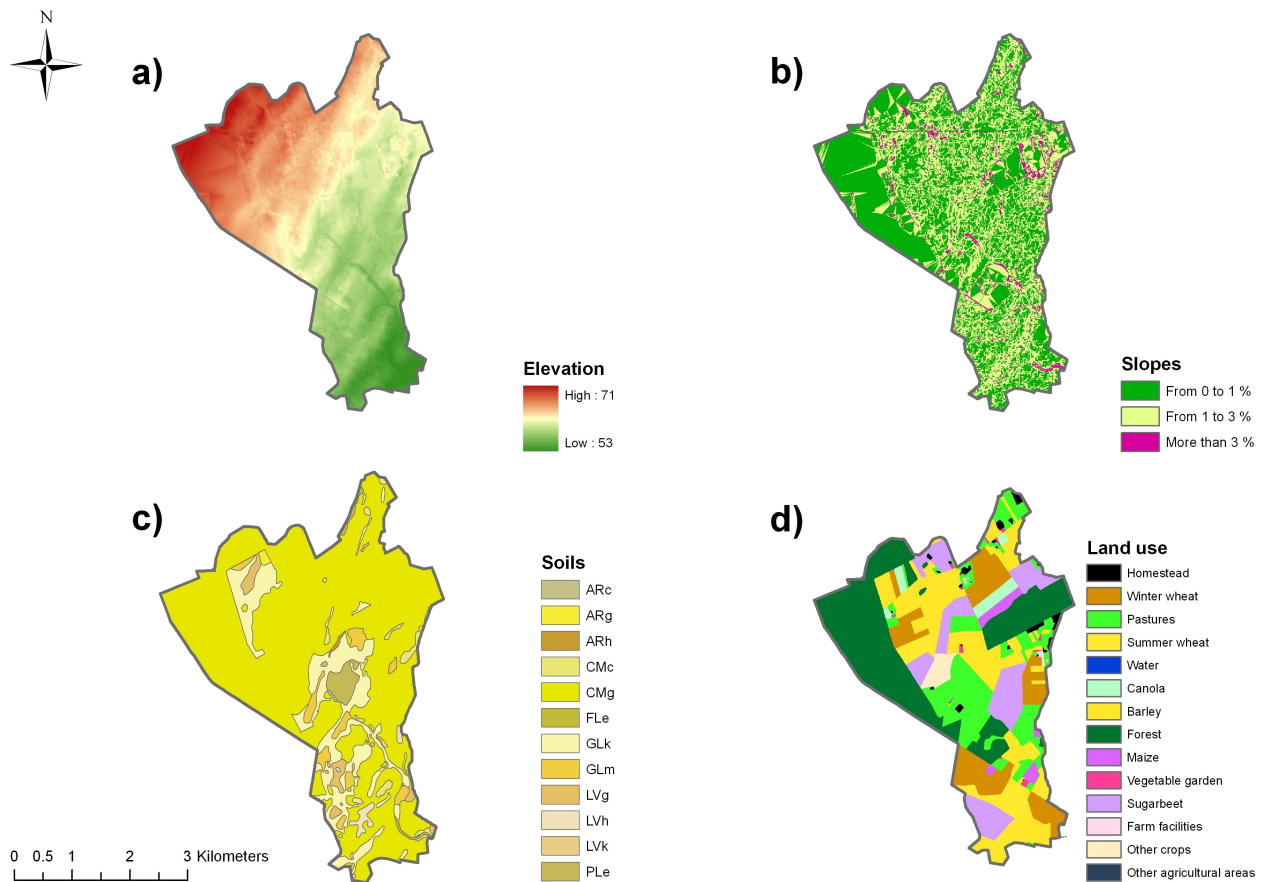 N
a)
b)
Elevation
High : 71
Low : 53
Slopes
From 0 to 1 %
From 1 to 3 %
More than 3 %
c)
d)
Soils
ARc
ARg
ARh
CMc
CMg
FLe
GLk
GLm
LVg
LVh
LVk
PLe
Land use
Homestead
Winter wheat
Pastures
Summer wheat
Water
Canola
Barley
Forest
Maize
Vegetable garden
Sugarbeet
Farm facilities
Other crops
Other agricultural areas
0 0.5 1 2 3 Kilometers